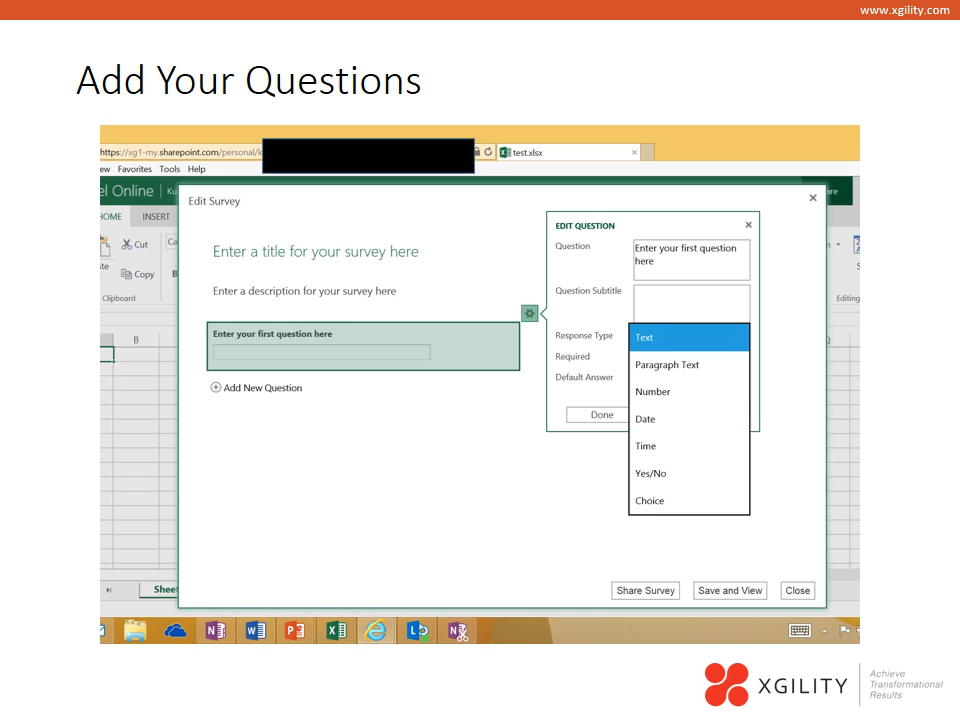 www.xgility.com
Add Your Questions
https://xg1-my.sharepoint.com/personal/k
test.xlsx
ew Favorites Tools Help
el Online | Ku
are
Edit Survey
HOME INSERT
Cut
Copy
Clipboard
Editing
B
Enter a title for your survey here
Enter a description for your survey here
Enter your first question here
Add New Question
EDIT QUESTION
Question
Enter your first question
here
Question Subtitle
Response Type
Required
Default Answer
Done
Text
Paragraph Text
Number
Date
Time
Yes/No
Choice
Share Survey
Save and View
Close
Sheet
XGILITY
Achieve
Transformational
Results